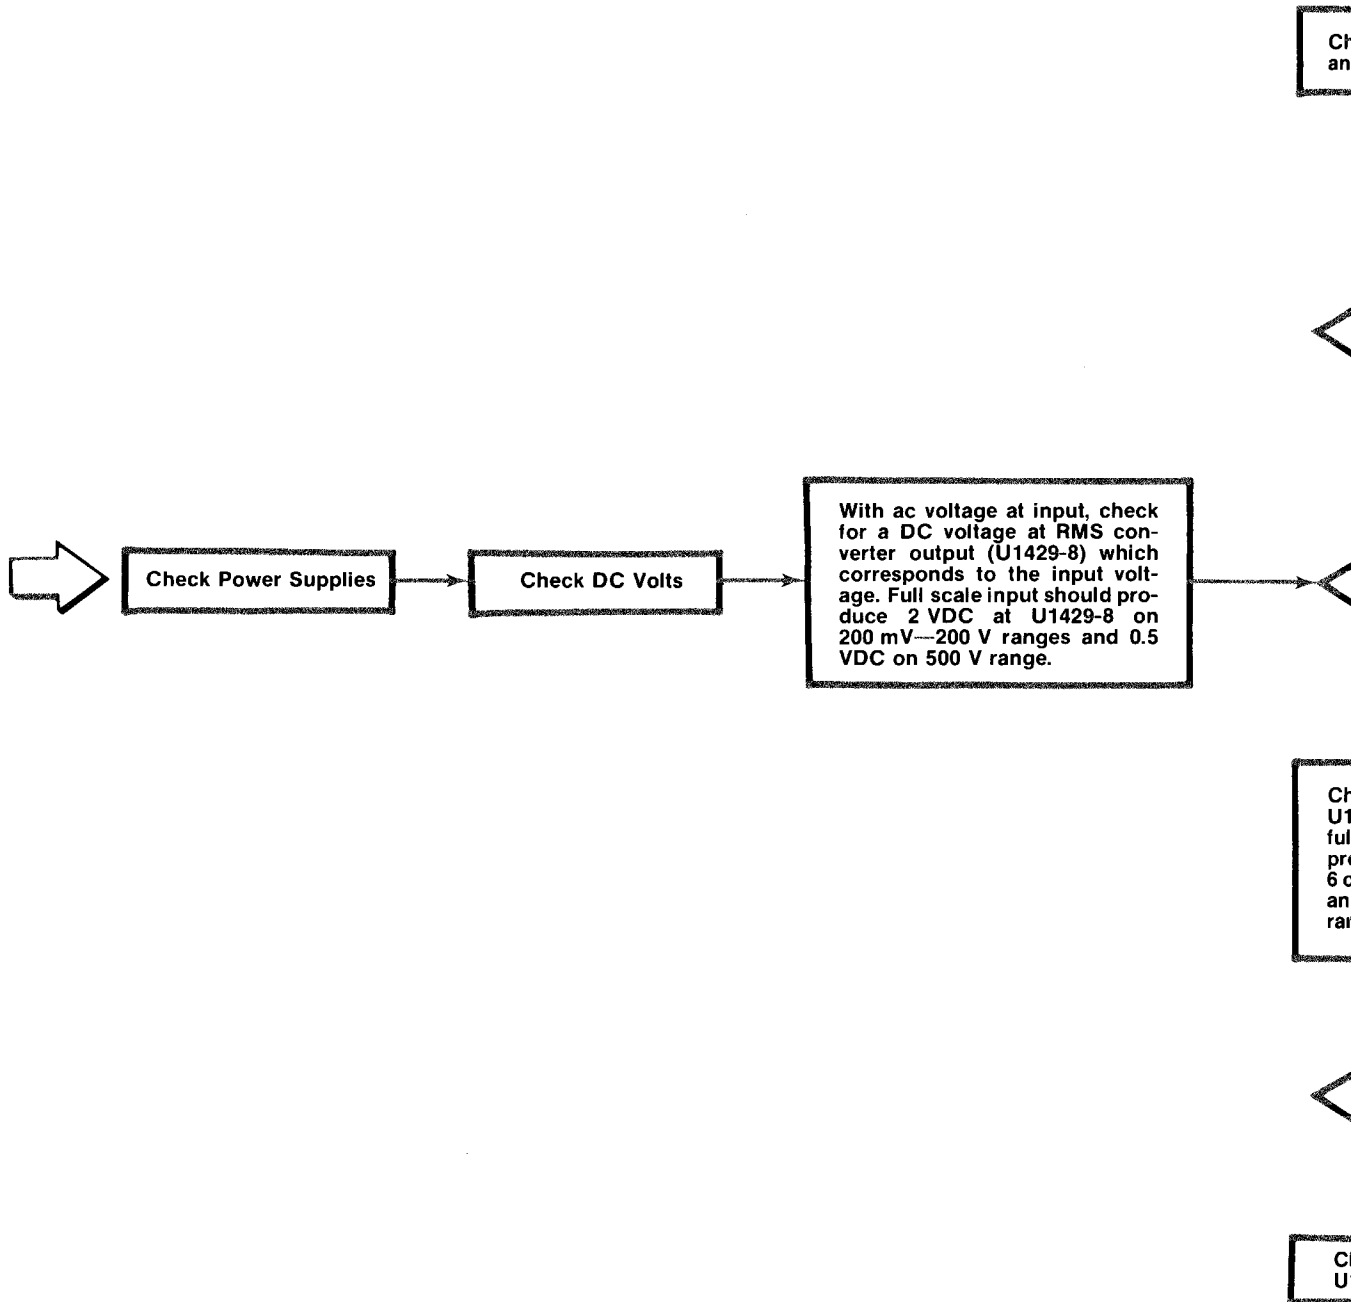 Check Power Supplies
Check DC Volts
With ac voltage at input, check
for a DC voltage at RMS con-
verter output (U1429-8) which
corresponds to the input volt-
age. Full scale input should pro-
duce 2 VDC at U1429-8 on
200 mV—200 V ranges and 0.5
VDC on 500 V range.